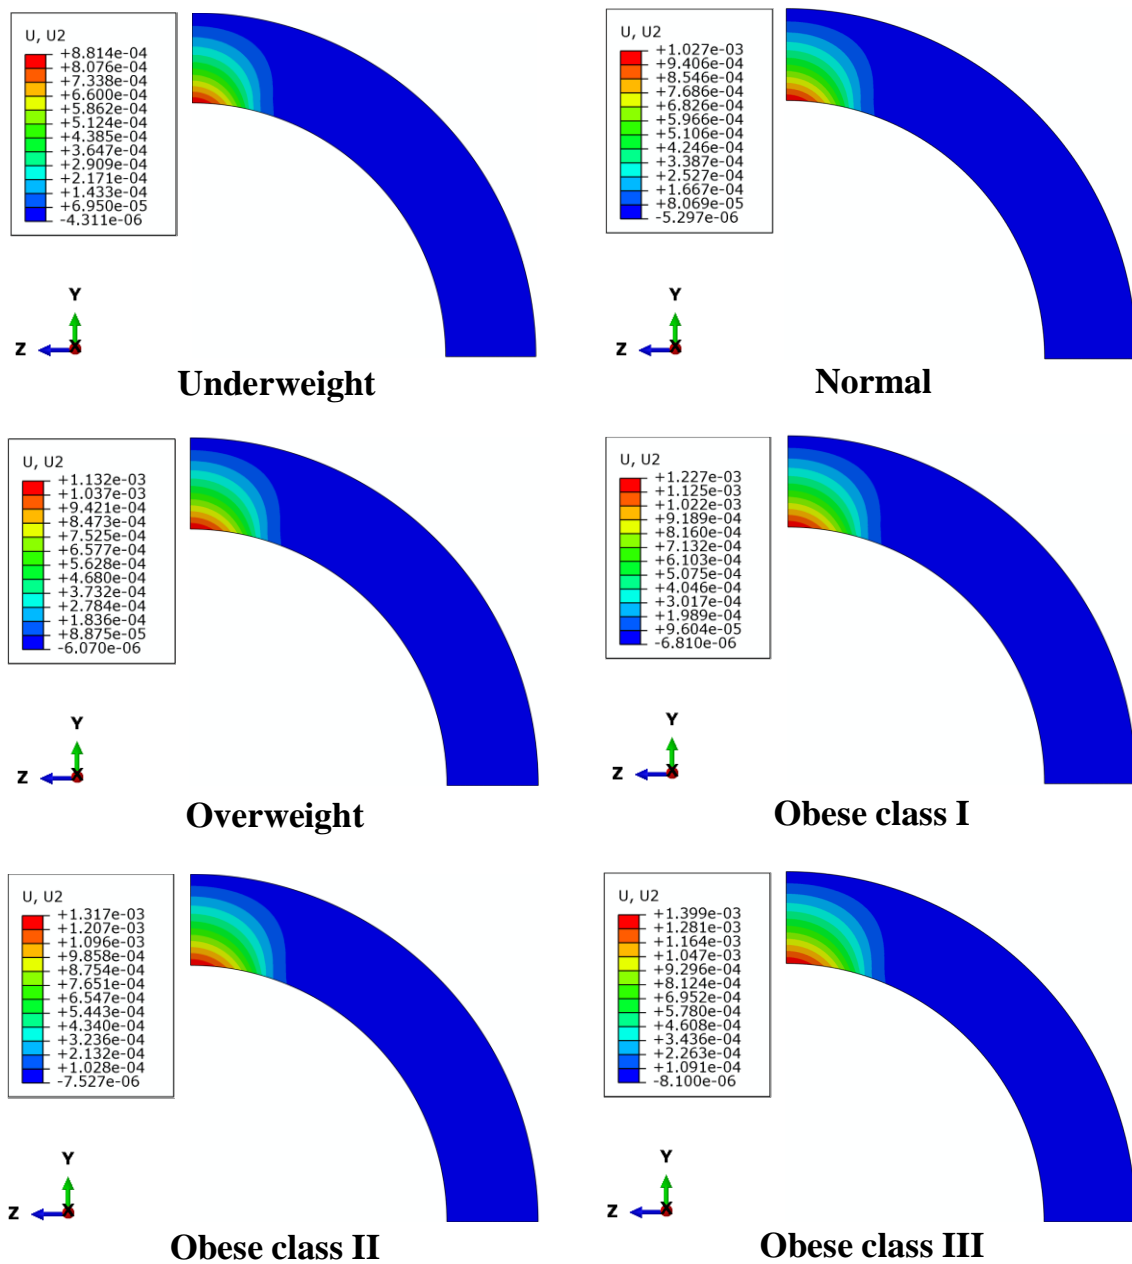 U, U2
+8.814e-04
+8.076e-04
+7.338e-04
+6.600e-04
+5.862e-04
+5.124e-04
+4.385e-04
+3.647e-04
+2.909e-04
+2.171e-04
+1.433e-04
+6.950e-05
-4.311e-06
Y
Z
X
Underweight
U, U2
+1.027e-03
+9.406e-04
+8.546e-04
+7.686e-04
+6.826e-04
+5.966e-04
+5.106e-04
+4.246e-04
+3.387e-04
+2.527e-04
+1.667e-04
+8.069e-05
-5.297e-06
Y
Z
X
Normal
U, U2
+1.132e-03
+1.037e-03
+9.421e-04
+8.473e-04
+7.525e-04
+6.577e-04
+5.628e-04
+4.680e-04
+3.732e-04
+2.784e-04
+1.836e-04
+8.875e-05
-6.070e-06
Y
Z
X
Overweight
U, U2
+1.227e-03
+1.125e-03
+1.022e-03
+9.189e-04
+8.160e-04
+7.132e-04
+6.103e-04
+5.075e-04
+4.046e-04
+3.017e-04
+1.989e-04
+9.604e-05
-6.810e-06
Y
Z
X
Obese class I
U, U2
+1.317e-03
+1.207e-03
+1.096e-03
+9.858e-04
+8.754e-04
+7.651e-04
+6.547e-04
+5.443e-04
+4.340e-04
+3.236e-04
+2.132e-04
+1.028e-04
-7.527e-06
Y
Z
X
Obese class II
U, U2
+1.399e-03
+1.281e-03
+1.164e-03
+1.047e-03
+9.296e-04
+8.124e-04
+6.952e-04
+5.780e-04
+4.608e-04
+3.436e-04
+2.263e-04
+1.091e-04
-8.100e-06
Y
Z
X
Obese class III